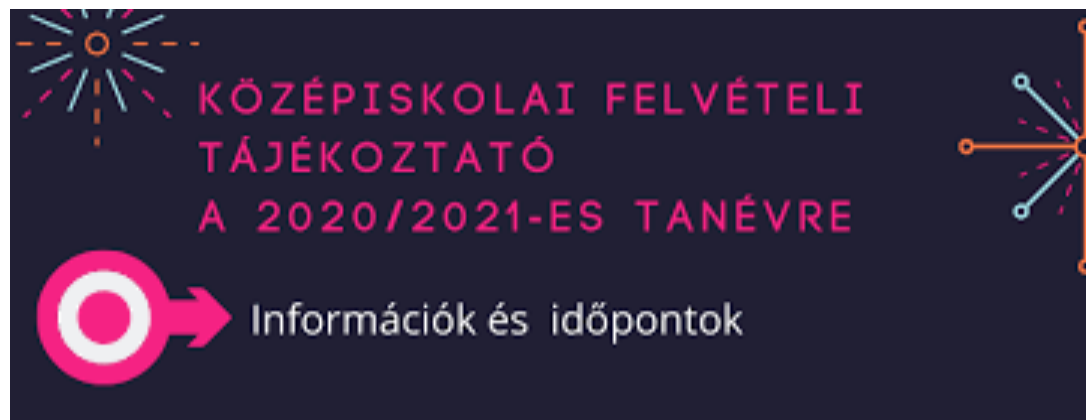 KÖZÉPISKOLAI FELVÉTELI
TÁJÉKOZTATÓ
A 2020/2021-ES TANÉVRE
Információk és időpontok